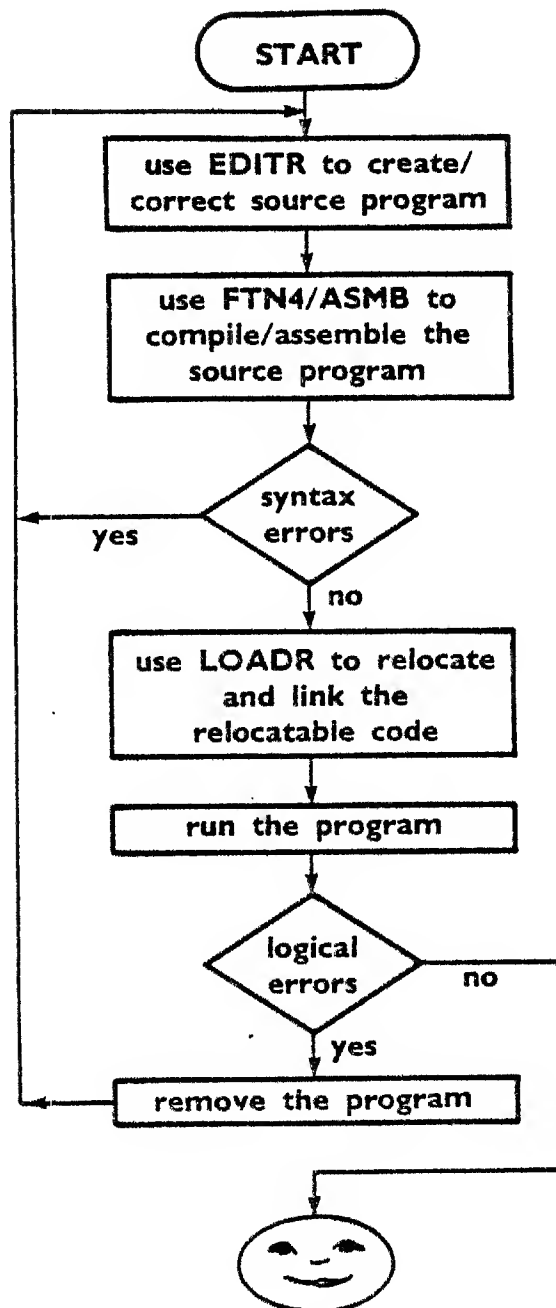 START
use EDITR to create/
correct source program
use FTN4/ASMB to
compile/assemble the
source program
syntax
errors
yes
no
use LOADR to relocate
and link the
relocatable code
run the program
logical
errors
no
yes
remove the program